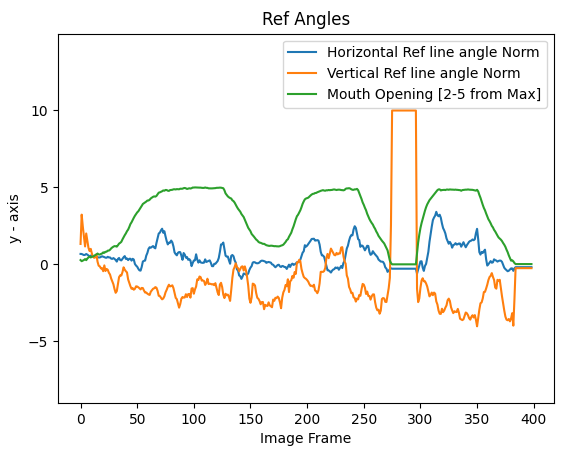 Ref Angles
Horizontal Ref line angle Norm
Vertical Ref line angle Norm
Mouth Opening [2-5 from Max]
10
5
0
−5
y - axis
0 50 100 150 200 250 300 350 400
Image Frame